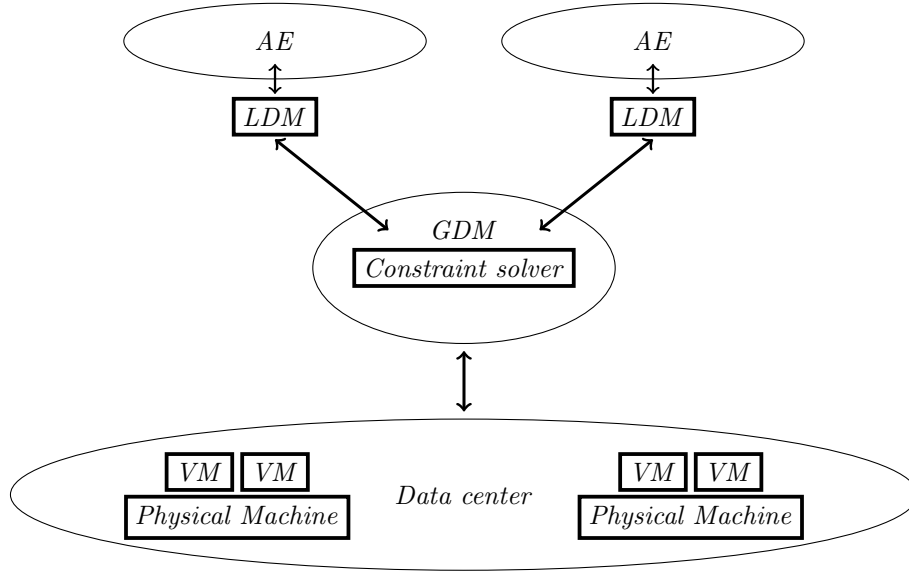 AE AE
LDM LDM
GDM
Constraint solver
VM VM VM VM
Data center
Physical Machine Physical Machine